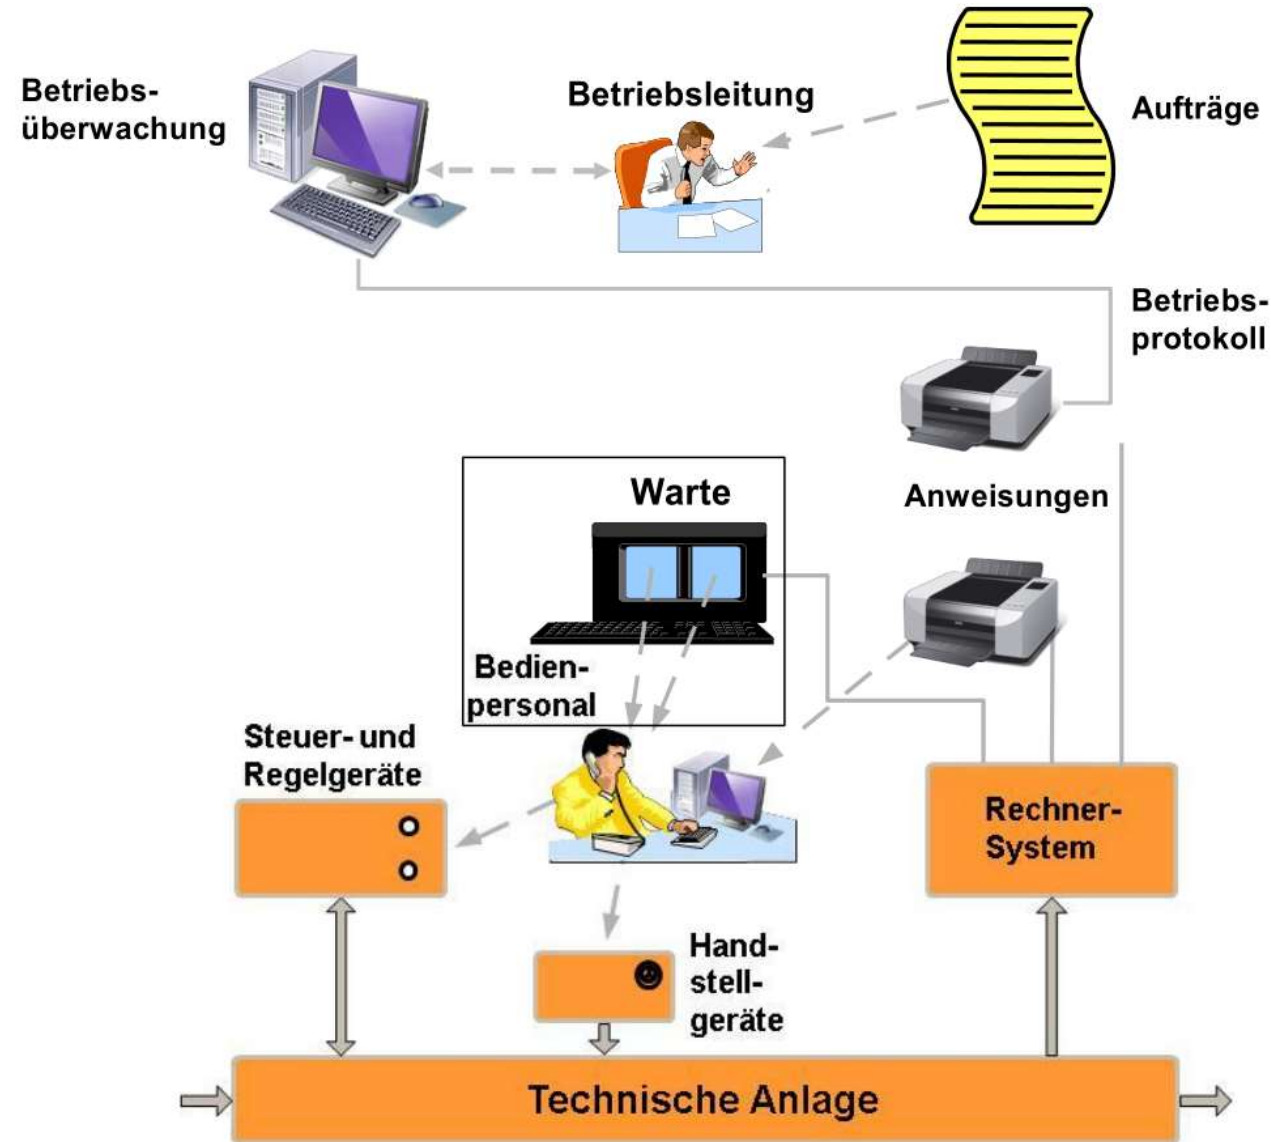 Betriebs-
überwachung
Betriebsleitung
Aufträge
Betriebs-
protokoll
Warte
Anweisungen
Bedien-
personal
Steuer- und
Regelgeräte
Rechner-
System
Hand-
stell-
geräte
Technische Anlage